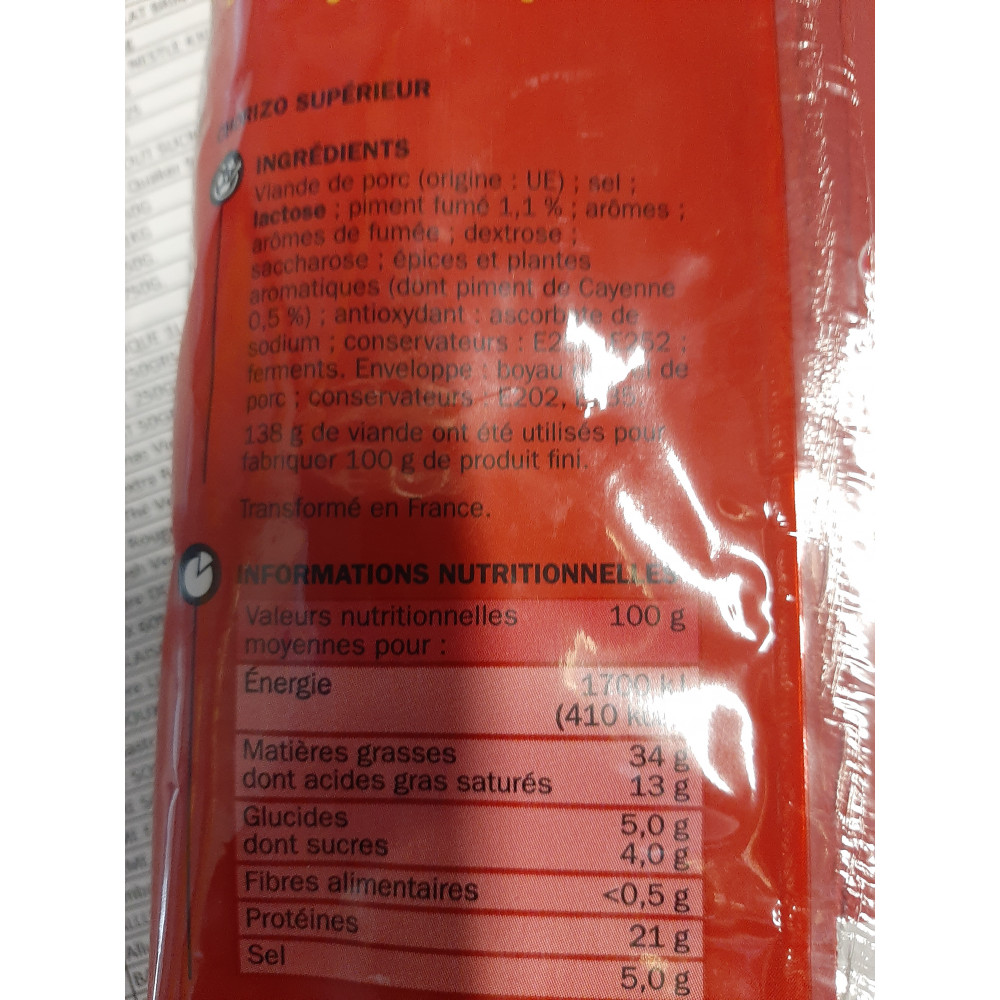 CHORIZO SUPÉRIEUR
INGRÉDIENTS
Viande de porc (origine : UE) ; sel ;
lactose ; piment fumé 1,1 % ; arômes ;
arômes de fumée ; dextrose ;
saccharose ; épices et plantes
aromatiques (dont piment de Cayenne
0,5 %) ; antioxydant : ascorbate de
sodium ; conservateurs : E252 ;
ferments. Enveloppe : boyau de
porc ; conservateurs : E202,
138 g de viande ont été utilisés pour
fabriquer 100 g de produit fini.
Transformé en France.
INFORMATIONS NUTRITIONNELLES
Valeurs nutritionnelles 100 g
moyennes pour :
Énergie 1700 kJ
(410 kcal)
Matières grasses 34 g
dont acides gras saturés 13 g
Glucides 5,0 g
dont sucres 4,0 g
Fibres alimentaires <0,5 g
Protéines 21 g
Sel 5,0 g